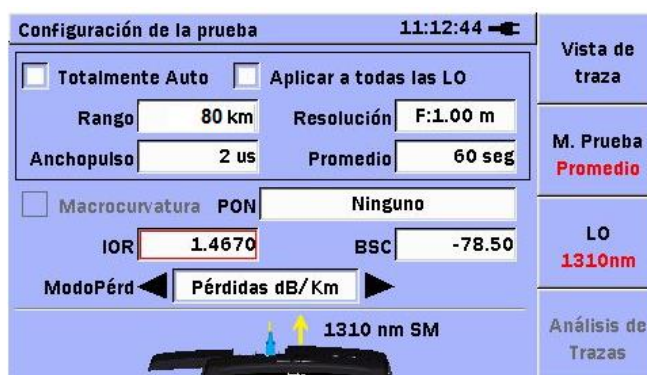 Configuración de la prueba 11:12:44
Vista de
traza
Totalmente Auto Aplicar a todas las LO
Rango 80 km Resolución F:1.00 m
Anchopulso 2 us Promedio 60 seg
M. Prueba
Promedio
Macrocurvatura PON Ninguno
IOR 1.4670 BSC -78.50
LO
1310nm
ModoPérd Pérdidas dB/Km
1310 nm SM
Análisis de
Trazas